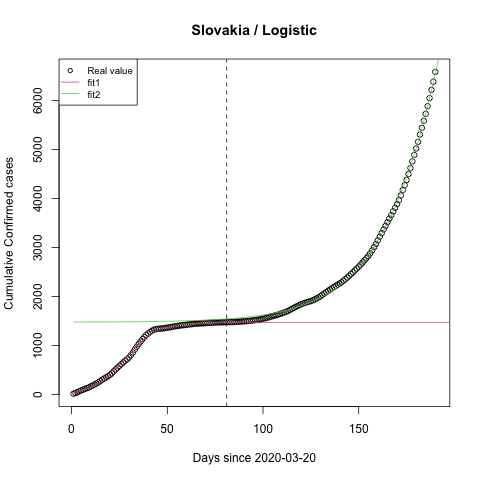 Slovakia / Logistic
Real value
fit1
fit2
Cumulative Confirmed cases
6000
5000
4000
3000
2000
1000
0
0 50 100 150
Days since 2020-03-20